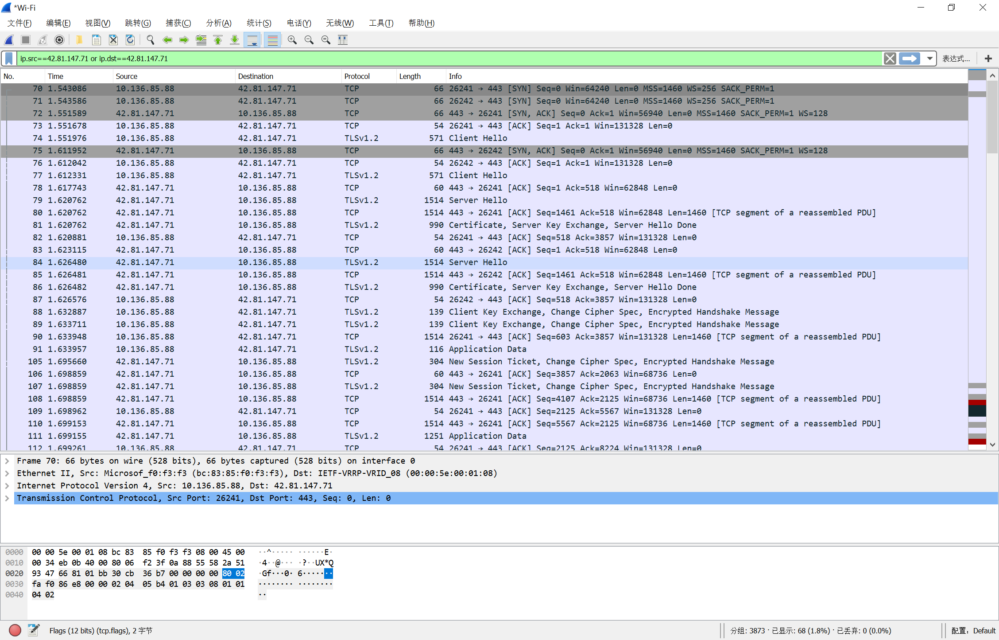 *Wi-Fi
文件(F) 编辑(E) 视图(V) 跳转(G) 捕获(C) 分析(A) 统计(S) 电话(Y) 无线(W) 工具(T) 帮助(H)
ip.src==42.81.147.71 or ip.dst==42.81.147.71 表达式… +
No. Time Source Destination Protocol Length Info
70 1.543086 10.136.85.88 42.81.147.71 TCP 66 26241 → 443 [SYN] Seq=0 Win=64240 Len=0 MSS=1460 WS=256 SACK_PERM=1
71 1.543586 10.136.85.88 42.81.147.71 TCP 66 26242 → 443 [SYN] Seq=0 Win=64240 Len=0 MSS=1460 WS=256 SACK_PERM=1
72 1.551589 42.81.147.71 10.136.85.88 TCP 66 443 → 26241 [SYN, ACK] Seq=0 Ack=1 Win=56940 Len=0 MSS=1460 SACK_PERM=1 WS=128
73 1.551678 10.136.85.88 42.81.147.71 TCP 54 26241 → 443 [ACK] Seq=1 Ack=1 Win=131328 Len=0
74 1.551976 10.136.85.88 42.81.147.71 TLSv1.2 571 Client Hello
75 1.611952 42.81.147.71 10.136.85.88 TCP 66 443 → 26242 [SYN, ACK] Seq=0 Ack=1 Win=56940 Len=0 MSS=1460 SACK_PERM=1 WS=128
76 1.612042 10.136.85.88 42.81.147.71 TCP 54 26242 → 443 [ACK] Seq=1 Ack=1 Win=131328 Len=0
77 1.612331 10.136.85.88 42.81.147.71 TLSv1.2 571 Client Hello
78 1.617743 42.81.147.71 10.136.85.88 TCP 60 443 → 26241 [ACK] Seq=1 Ack=518 Win=62848 Len=0
79 1.620762 42.81.147.71 10.136.85.88 TLSv1.2 1514 Server Hello
80 1.620762 42.81.147.71 10.136.85.88 TCP 1514 443 → 26241 [ACK] Seq=1461 Ack=518 Win=62848 Len=1460 [TCP segment of a reassembled PDU]
81 1.620762 42.81.147.71 10.136.85.88 TLSv1.2 990 Certificate, Server Key Exchange, Server Hello Done
82 1.620881 10.136.85.88 42.81.147.71 TCP 54 26241 → 443 [ACK] Seq=518 Ack=3857 Win=131328 Len=0
83 1.623115 42.81.147.71 10.136.85.88 TCP 60 443 → 26242 [ACK] Seq=1 Ack=518 Win=62848 Len=0
84 1.626480 42.81.147.71 10.136.85.88 TLSv1.2 1514 Server Hello
85 1.626481 42.81.147.71 10.136.85.88 TCP 1514 443 → 26242 [ACK] Seq=1461 Ack=518 Win=62848 Len=1460 [TCP segment of a reassembled PDU]
86 1.626482 42.81.147.71 10.136.85.88 TLSv1.2 990 Certificate, Server Key Exchange, Server Hello Done
87 1.626576 10.136.85.88 42.81.147.71 TCP 54 26242 → 443 [ACK] Seq=518 Ack=3857 Win=131328 Len=0
88 1.632887 10.136.85.88 42.81.147.71 TLSv1.2 139 Client Key Exchange, Change Cipher Spec, Encrypted Handshake Message
89 1.633711 10.136.85.88 42.81.147.71 TLSv1.2 139 Client Key Exchange, Change Cipher Spec, Encrypted Handshake Message
90 1.633948 10.136.85.88 42.81.147.71 TCP 1514 26241 → 443 [ACK] Seq=603 Ack=3857 Win=131328 Len=1460 [TCP segment of a reassembled PDU]
91 1.633957 10.136.85.88 42.81.147.71 TLSv1.2 116 Application Data
105 1.695660 42.81.147.71 10.136.85.88 TLSv1.2 304 New Session Ticket, Change Cipher Spec, Encrypted Handshake Message
106 1.698859 42.81.147.71 10.136.85.88 TCP 60 443 → 26241 [ACK] Seq=3857 Ack=2063 Win=68736 Len=0
107 1.698859 42.81.147.71 10.136.85.88 TLSv1.2 304 New Session Ticket, Change Cipher Spec, Encrypted Handshake Message
108 1.698859 42.81.147.71 10.136.85.88 TCP 1514 443 → 26241 [ACK] Seq=4107 Ack=2125 Win=68736 Len=1460 [TCP segment of a reassembled PDU]
109 1.698962 10.136.85.88 42.81.147.71 TCP 54 26241 → 443 [ACK] Seq=2125 Ack=5567 Win=131328 Len=0
110 1.699153 42.81.147.71 10.136.85.88 TCP 1514 443 → 26241 [ACK] Seq=5567 Ack=2125 Win=68736 Len=1460 [TCP segment of a reassembled PDU]
111 1.699155 42.81.147.71 10.136.85.88 TLSv1.2 1251 Application Data
112 1.699261 10.136.85.88 42.81.147.71 TCP 54 26241 → 443 [ACK] Seq=2125 Ack=8224 Win=131328 Len=0
Frame 70: 66 bytes on wire (528 bits), 66 bytes captured (528 bits) on interface 0
Ethernet II, Src: Microsof_f0:f3:f3 (bc:83:85:f0:f3:f3), Dst: IETF-VRRP-VRID_08 (00:00:5e:00:01:08)
Internet Protocol Version 4, Src: 10.136.85.88, Dst: 42.81.147.71
Transmission Control Protocol, Src Port: 26241, Dst Port: 443, Seq: 0, Len: 0
0000 00 00 5e 00 01 08 bc 83 85 f0 f3 f3 08 00 45 00 ··^····· ······E·
0010 00 34 eb 0b 40 00 80 06 f2 3f 0a 88 55 58 2a 51 ·4··@··· ·?··UX*Q
0020 93 47 66 81 01 bb 30 cb 36 b7 00 00 00 00 80 02 ·Gf···0· 6·······
0030 fa f0 86 e8 00 00 02 04 05 b4 01 03 03 08 01 01 ········ ········
0040 04 02 ··
Flags (12 bits) (tcp.flags), 2 字节 分组: 3873 · 已显示: 68 (1.8%) · 已丢弃: 0 (0.0%) 配置: Default